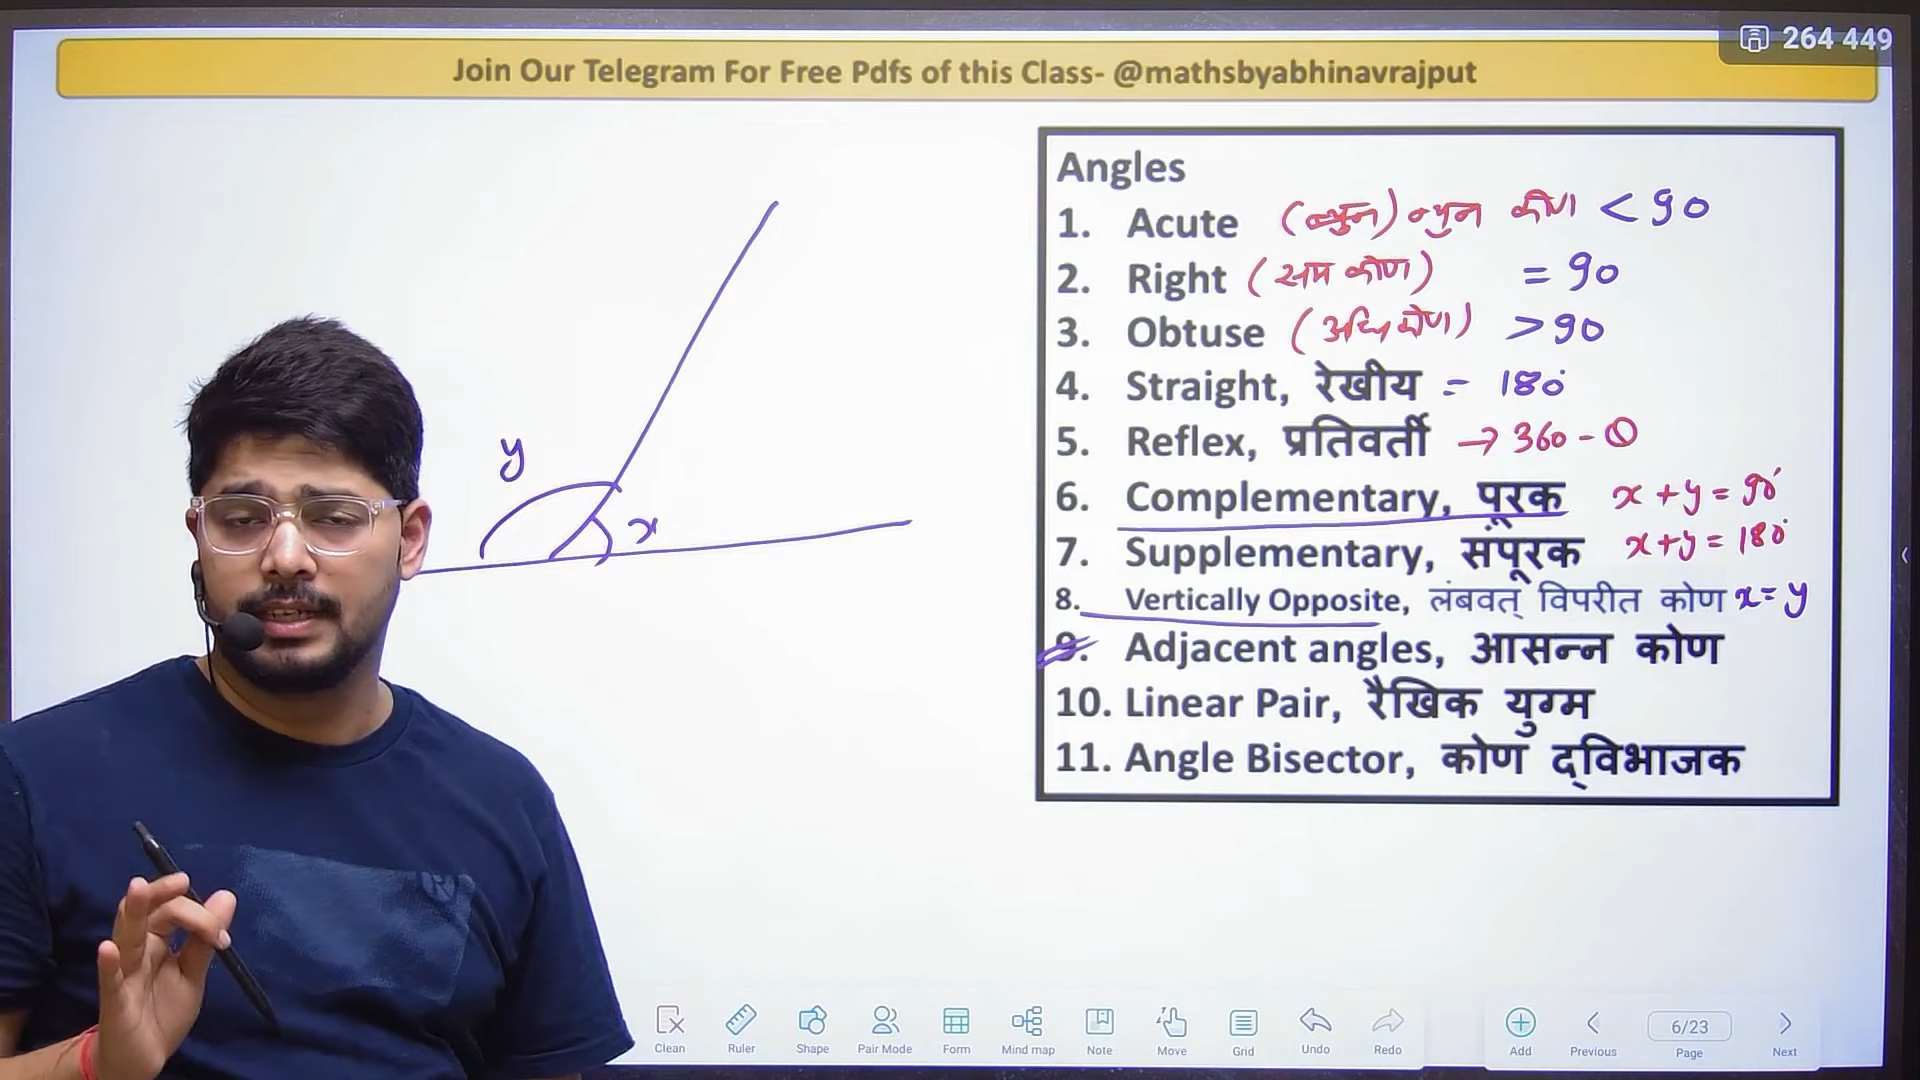 264 449
Join Our Telegram For Free Pdfs of this Class- @mathsbyabhinavrajput
Angles
1. Acute (न्युन) न्युन कोण < 90
2. Right (सम कोण) = 90
3. Obtuse (अधिक कोण) > 90
4. Straight, रेखीय = 180°
5. Reflex, प्रतिवर्ती → 360 - θ
6. Complementary, पूरक x + y = 90°
7. Supplementary, संपूरक x + y = 180°
8. Vertically Opposite, लंबवत् विपरीत कोण x = y
9. Adjacent angles, आसन्न कोण
10. Linear Pair, रैखिक युग्म
11. Angle Bisector, कोण द्विभाजक
y
x
Clean Ruler Shape Pair Mode Form Mind map Note Move Grid Undo Redo Add Previous 6/23 Page Next